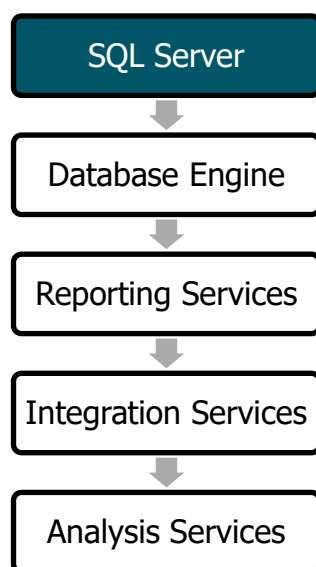 SQL Server
Database Engine
Reporting Services
Integration Services
Analysis Services